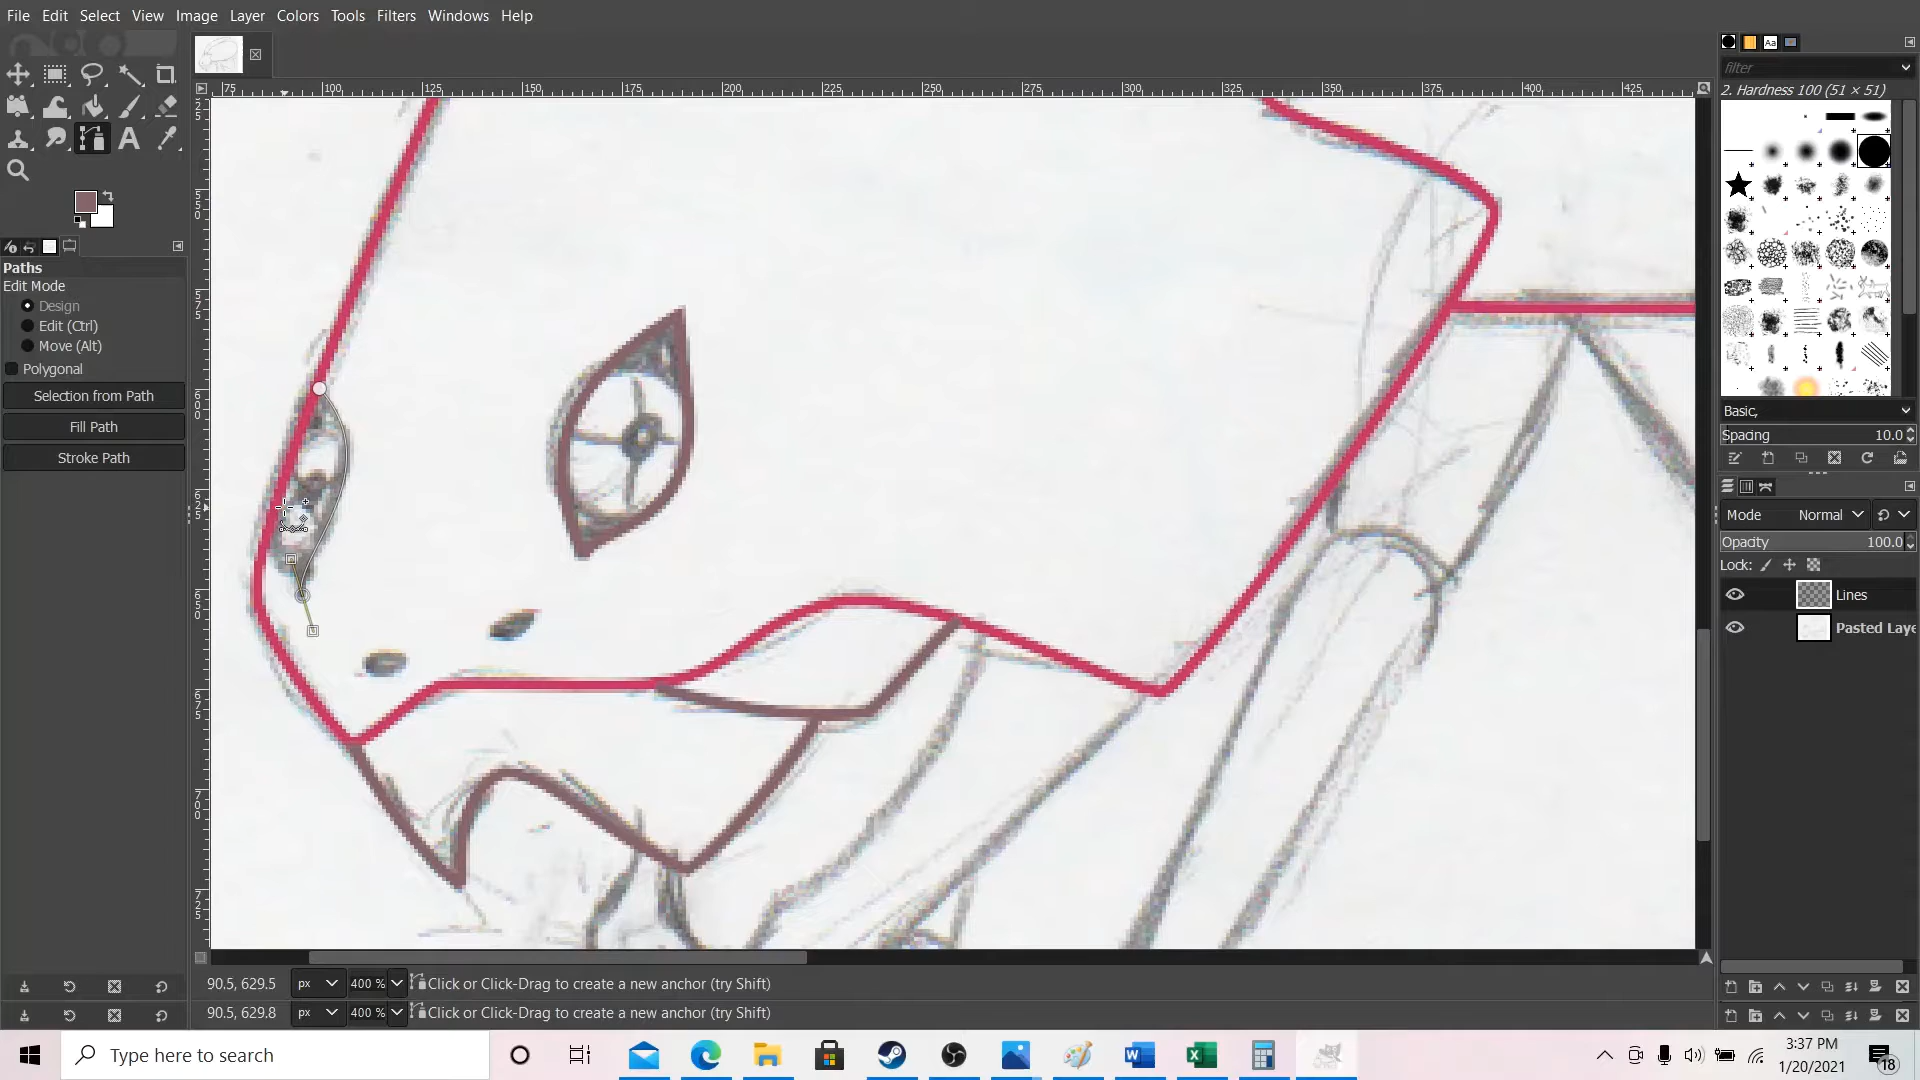 File Edit Select View Image Layer Colors Tools Filters Windows Help
75 100 125 150 175 200 225 250 275 300 325 350 375 400 425
Aa
filter
2. Hardness 100 (51 × 51)
Paths
Edit Mode
Design
Edit (Ctrl)
Move (Alt)
Polygonal
Selection from Path
Fill Path
Stroke Path
Basic,
Spacing 10.0
Mode Normal
Opacity 100.0
Lock:
Lines
Pasted Laye
90.5, 629.5 px 400 % Click or Click-Drag to create a new anchor (try Shift)
90.5, 629.8 px 400 % Click or Click-Drag to create a new anchor (try Shift)
Type here to search
3:37 PM
1/20/2021
18